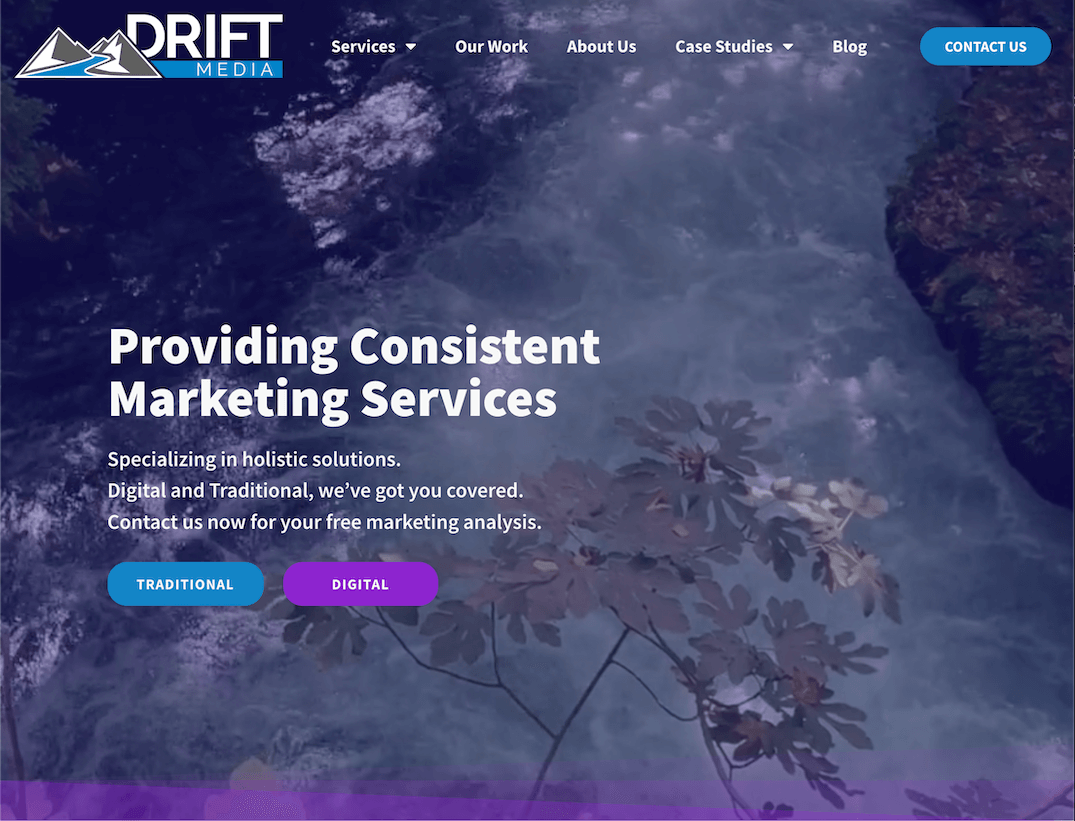 DRIFT
MEDIA
Services
Our Work
About Us
Case Studies
Blog
CONTACT US
Providing Consistent
Marketing Services
Specializing in holistic solutions.
Digital and Traditional, we’ve got you covered.
Contact us now for your free marketing analysis.
TRADITIONAL
DIGITAL